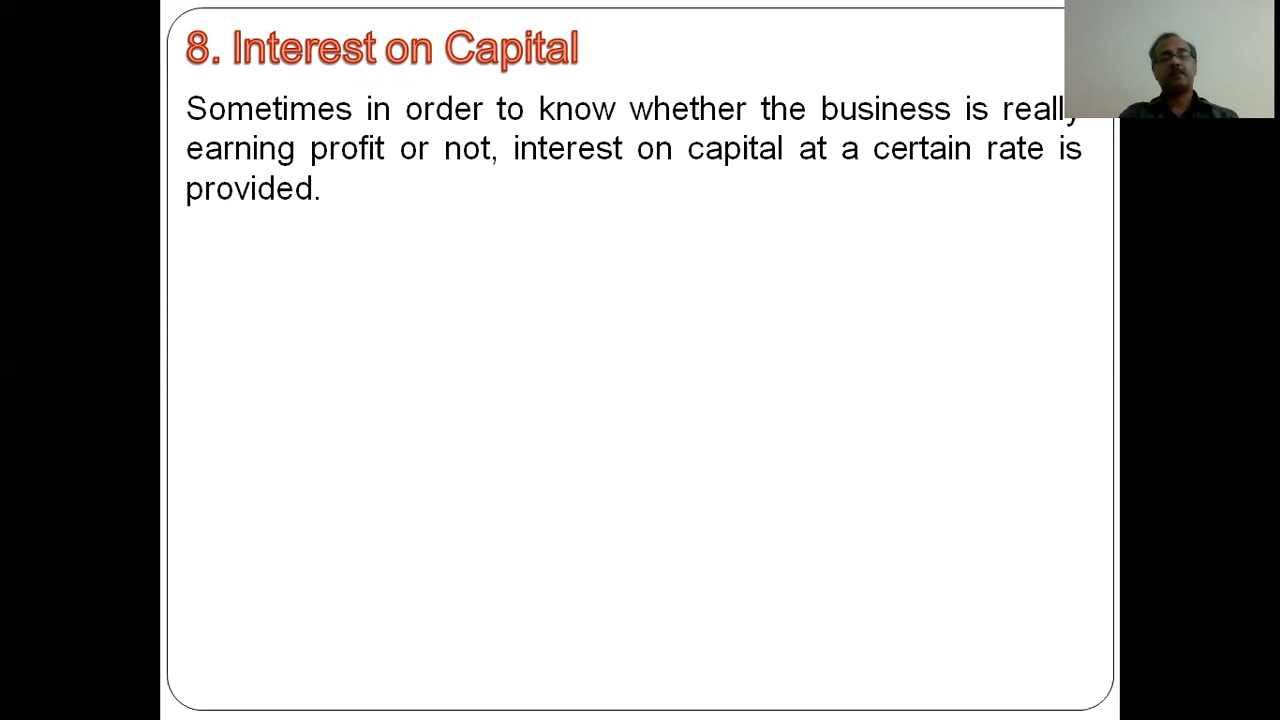 8. Interest on Capital
Sometimes in order to know whether the business is really
earning profit or not, interest on capital at a certain rate is
provided.